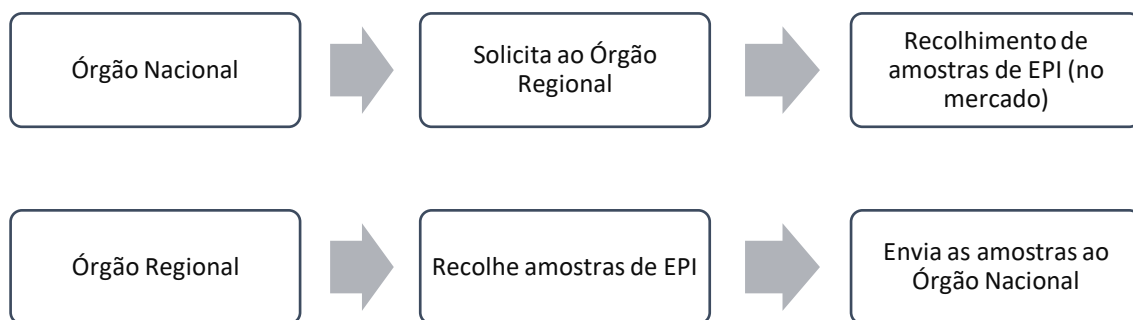 Órgão Nacional
Solicita ao Órgão
Regional
Recolhimento de
amostras de EPI (no
mercado)
Órgão Regional
Recolhe amostras de EPI
Envia as amostras ao
Órgão Nacional